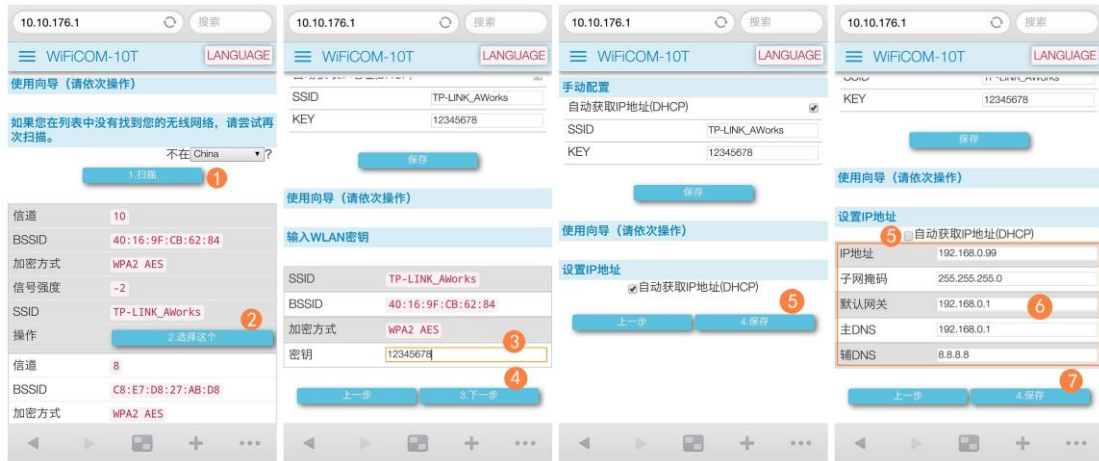 10.10.176.1
搜索
WiFiCOM-10T
LANGUAGE
使用向导（请依次操作）
如果您在列表中没有找到您的无线网络，请尝试再
次扫描。
不在 China ?
1.扫描
1
信道 10
BSSID 40:16:9F:CB:62:84
加密方式 WPA2 AES
信号强度 -2
SSID TP-LINK_AWorks
2
操作 2.选择这个
信道 8
BSSID C8:E7:D8:27:AB:D8
加密方式 WPA2 AES
10.10.176.1
搜索
WiFiCOM-10T
LANGUAGE
SSID TP-LINK_AWorks
KEY 12345678
保存
使用向导（请依次操作）
输入WLAN密钥
SSID TP-LINK_AWorks
BSSID 40:16:9F:CB:62:84
加密方式 WPA2 AES
3
密钥 12345678
4
上一步 3.下一步
10.10.176.1
搜索
WiFiCOM-10T
LANGUAGE
手动配置
自动获取IP地址(DHCP)
SSID TP-LINK_AWorks
KEY 12345678
保存
使用向导（请依次操作）
设置IP地址
自动获取IP地址(DHCP)
5
上一步 4.保存
10.10.176.1
搜索
WiFiCOM-10T
LANGUAGE
KEY 12345678
保存
使用向导（请依次操作）
设置IP地址
5 自动获取IP地址(DHCP)
IP地址 192.168.0.99
子网掩码 255.255.255.0
默认网关 192.168.0.1
6
主DNS 192.168.0.1
辅DNS 8.8.8.8
7
上一步 4.保存